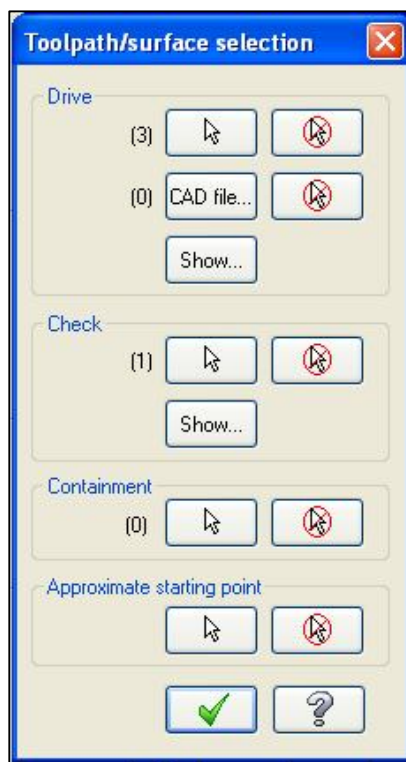 Toolpath/surface selection
Drive
(3)
(0) CAD file...
Show...
Check
(1)
Show...
Containment
(0)
Approximate starting point